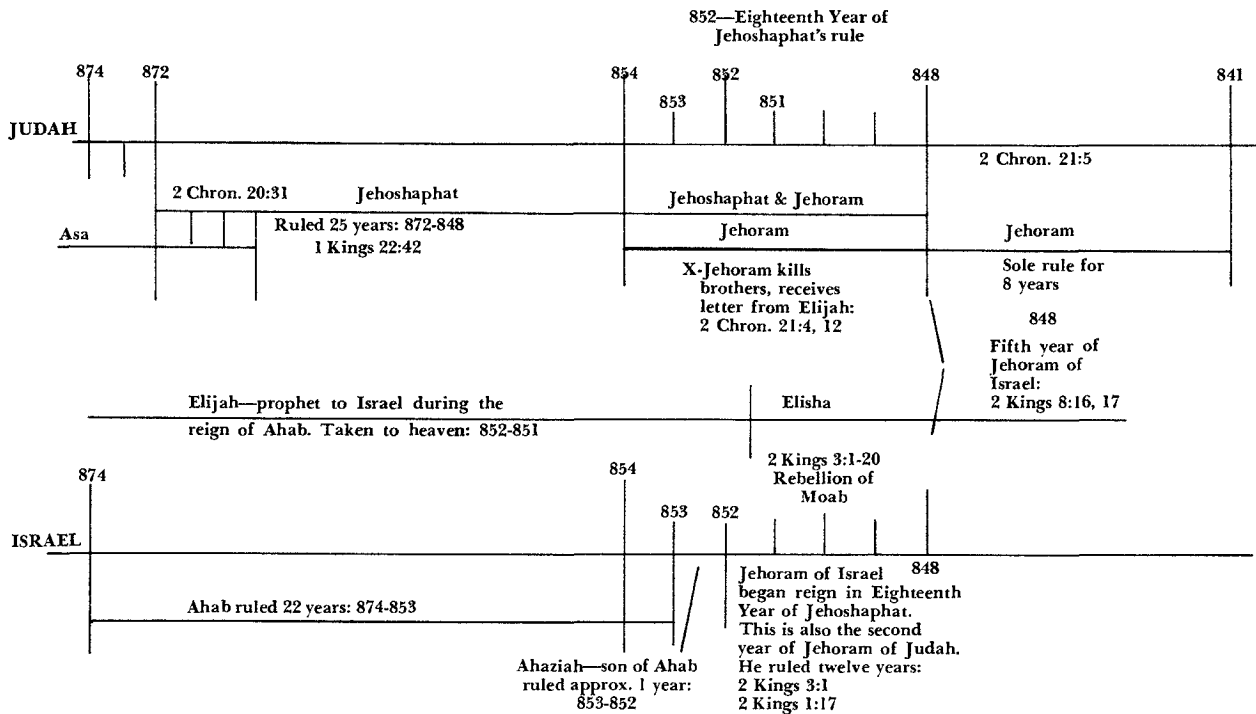 852—Eighteenth Year of
Jehoshaphat's rule
874
872
854
852
848
841
853
851
JUDAH
2 Chron. 21:5
2 Chron. 20:31
Jehoshaphat
Jehoshaphat & Jehoram
Ruled 25 years: 872-848
1 Kings 22:42
Asa
Jehoram
Jehoram
X-Jehoram kills
brothers, receives
letter from Elijah:
2 Chron. 21:4, 12
Sole rule for
8 years
848
Fifth year of
Jehoram of
Israel:
2 Kings 8:16, 17
Elijah—prophet to Israel during the
reign of Ahab. Taken to heaven: 852-851
Elisha
2 Kings 3:1-20
Rebellion of
Moab
874
854
853
852
ISRAEL
848
Ahab ruled 22 years: 874-853
Ahaziah—son of Ahab
ruled approx. 1 year:
853-852
Jehoram of Israel
began reign in Eighteenth
Year of Jehoshaphat.
This is also the second
year of Jehoram of Judah.
He ruled twelve years:
2 Kings 3:1
2 Kings 1:17